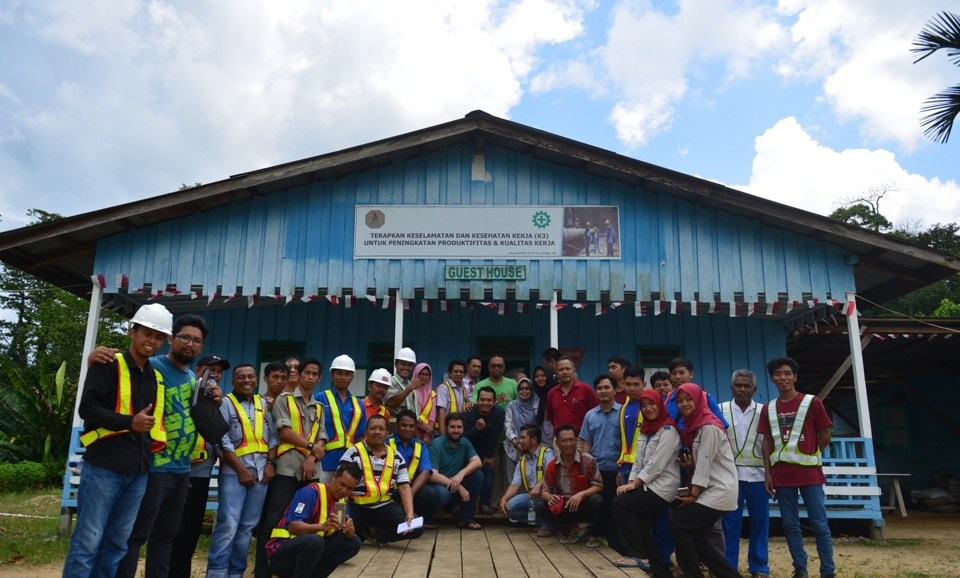 TERAPKAN KESELAMATAN DAN KESEHATAN KERJA (K3)
UNTUK PENINGKATAN PRODUKTIFITAS & KUALITAS KERJA
GUEST HOUSE